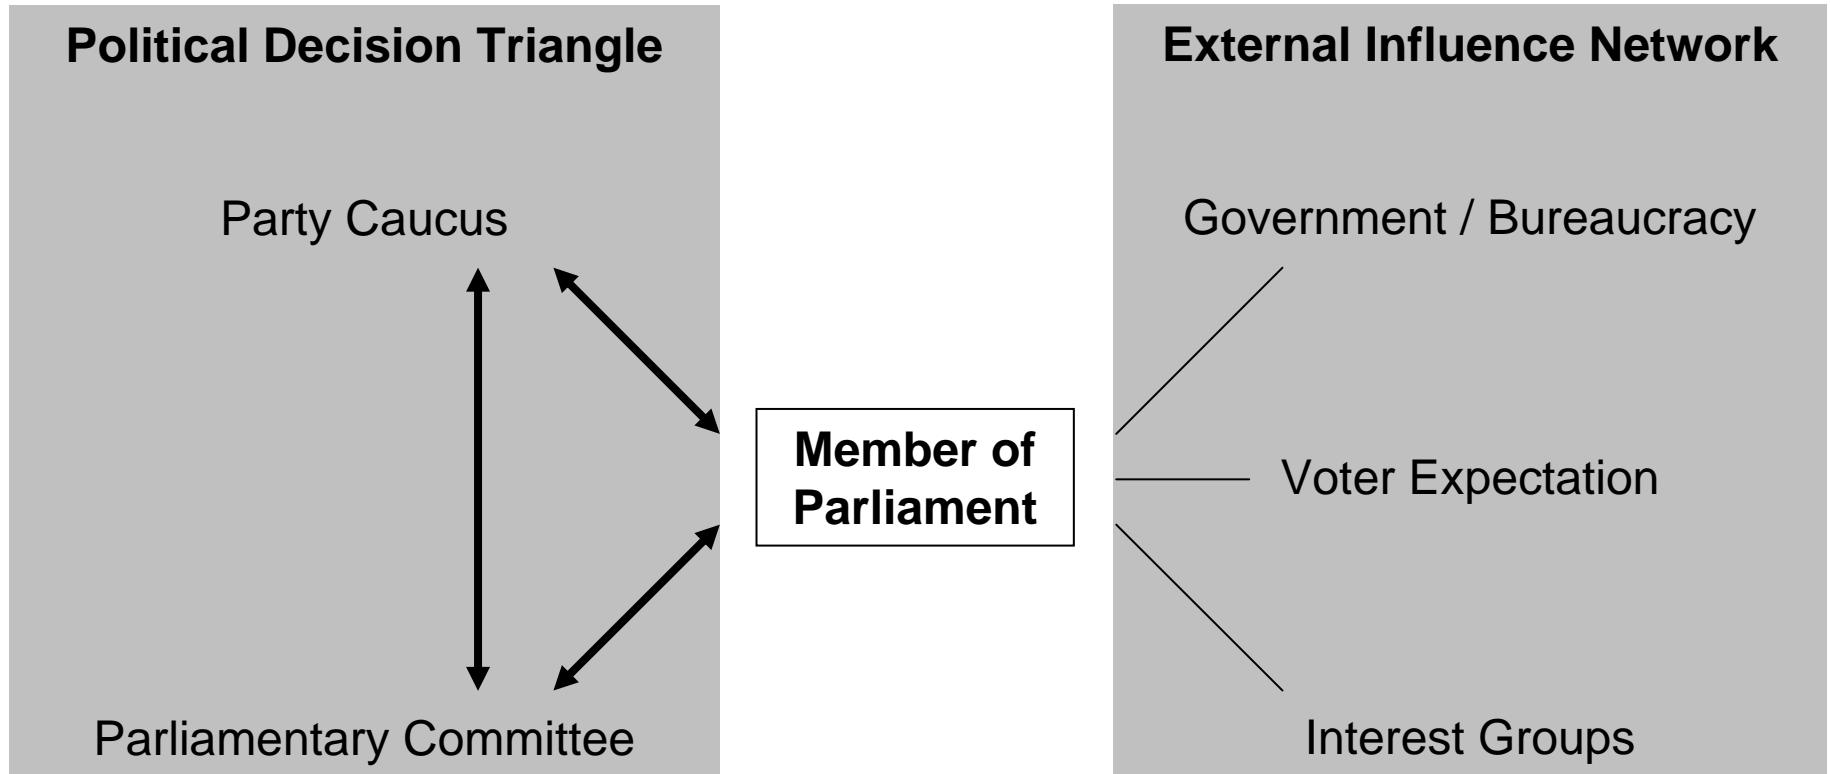 Political Decision Triangle
Party Caucus
Parliamentary Committee
Member of
Parliament
External Influence Network
Government / Bureaucracy
Voter Expectation
Interest Groups